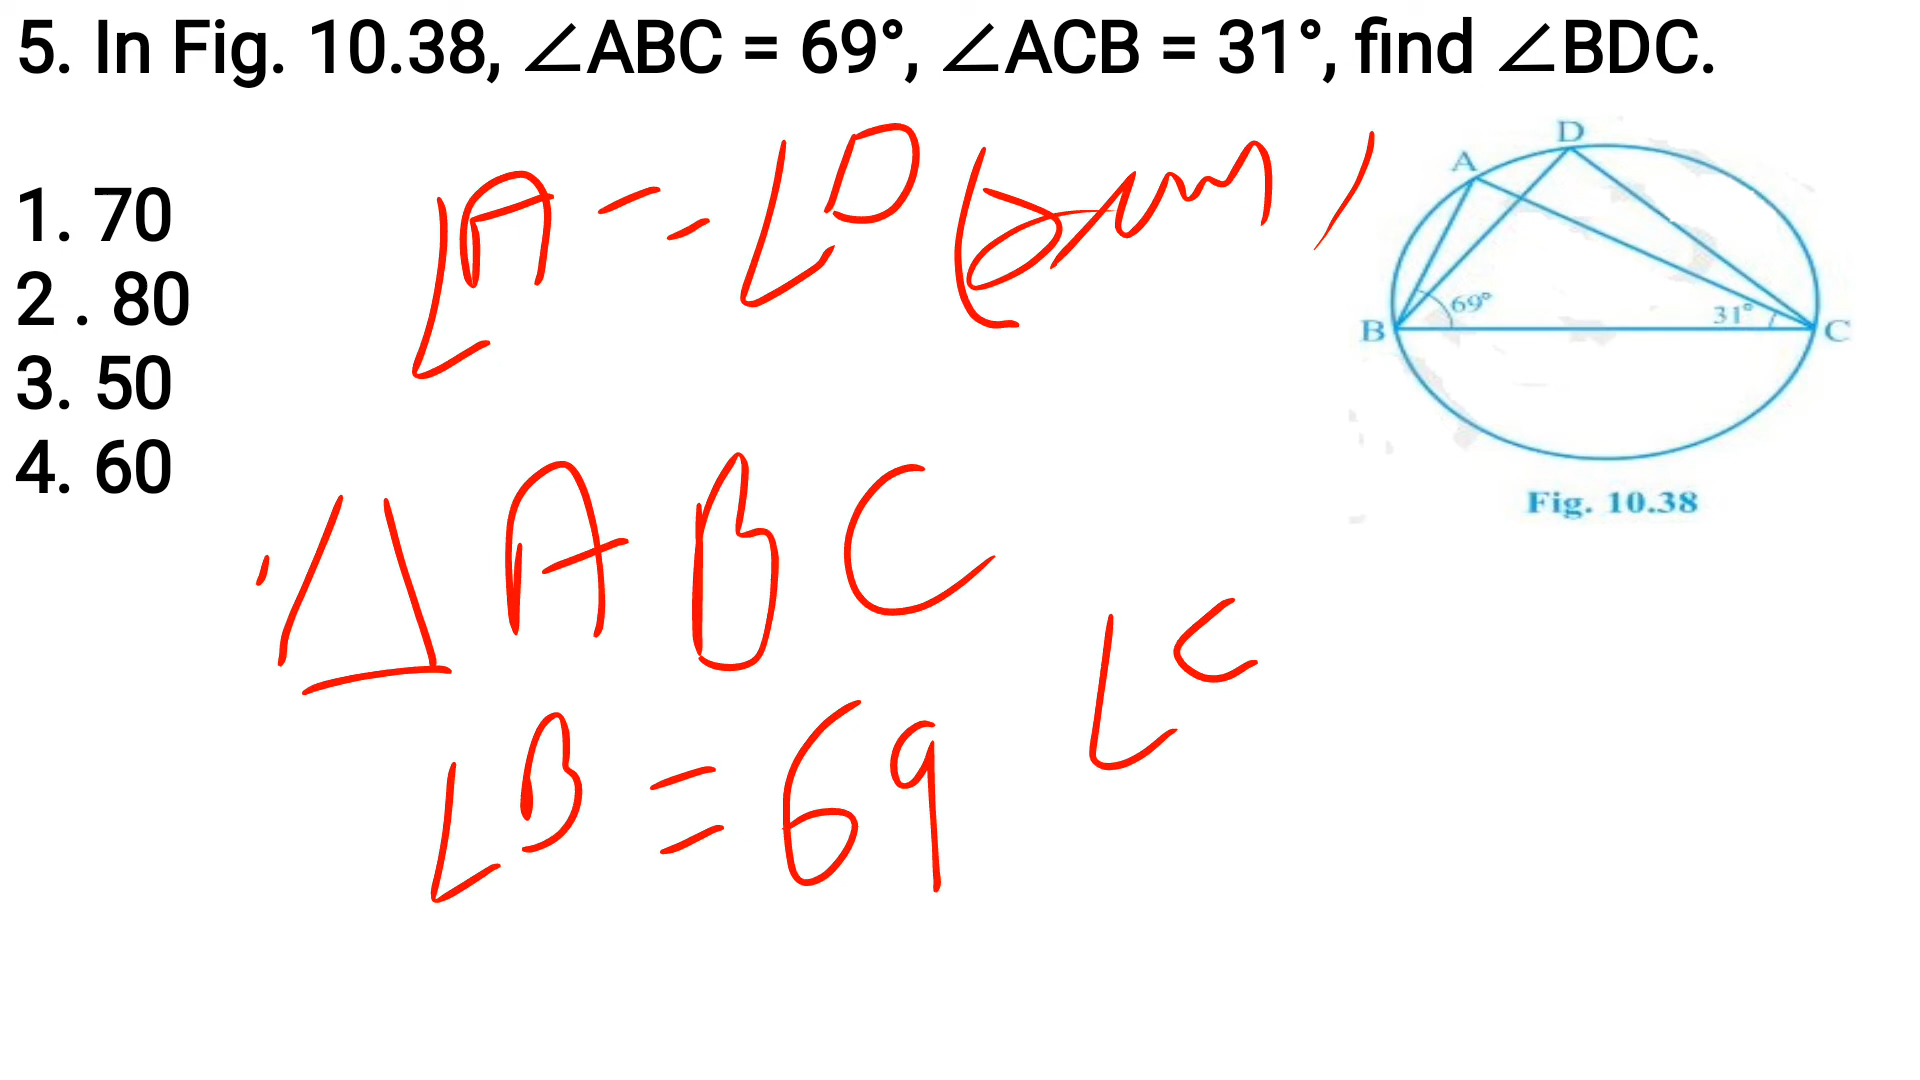 5. In Fig. 10.38, ∠ABC = 69°, ∠ACB = 31°, find ∠BDC.
1. 70
2 . 80
3. 50
4. 60
∠A = ∠D
D
A
69°
31°
B
C
Fig. 10.38
△ABC
∠C
∠B = 69